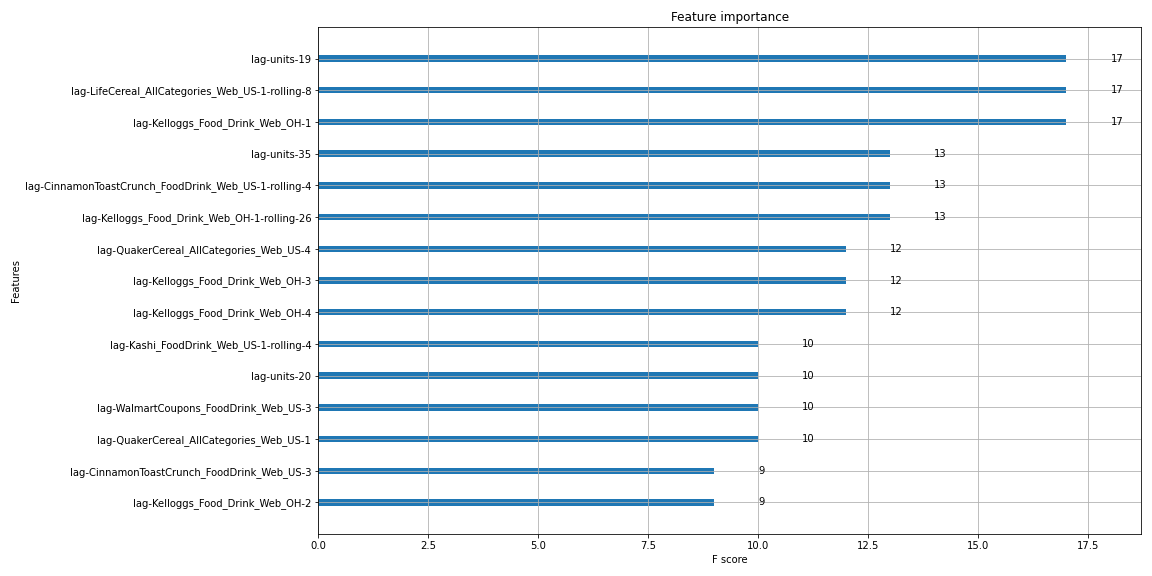 Feature importance
lag-units-19 17
lag-LifeCereal_AllCategories_Web_US-1-rolling-8 17
lag-Kelloggs_Food_Drink_Web_OH-1 17
lag-units-35 13
lag-CinnamonToastCrunch_FoodDrink_Web_US-1-rolling-4 13
lag-Kelloggs_Food_Drink_Web_OH-1-rolling-26 13
lag-QuakerCereal_AllCategories_Web_US-4 12
lag-Kelloggs_Food_Drink_Web_OH-3 12
lag-Kelloggs_Food_Drink_Web_OH-4 12
lag-Kashi_FoodDrink_Web_US-1-rolling-4 10
lag-units-20 10
lag-WalmartCoupons_FoodDrink_Web_US-3 10
lag-QuakerCereal_AllCategories_Web_US-1 10
lag-CinnamonToastCrunch_FoodDrink_Web_US-3 9
lag-Kelloggs_Food_Drink_Web_OH-2 9
Features
0.0 2.5 5.0 7.5 10.0 12.5 15.0 17.5
F score